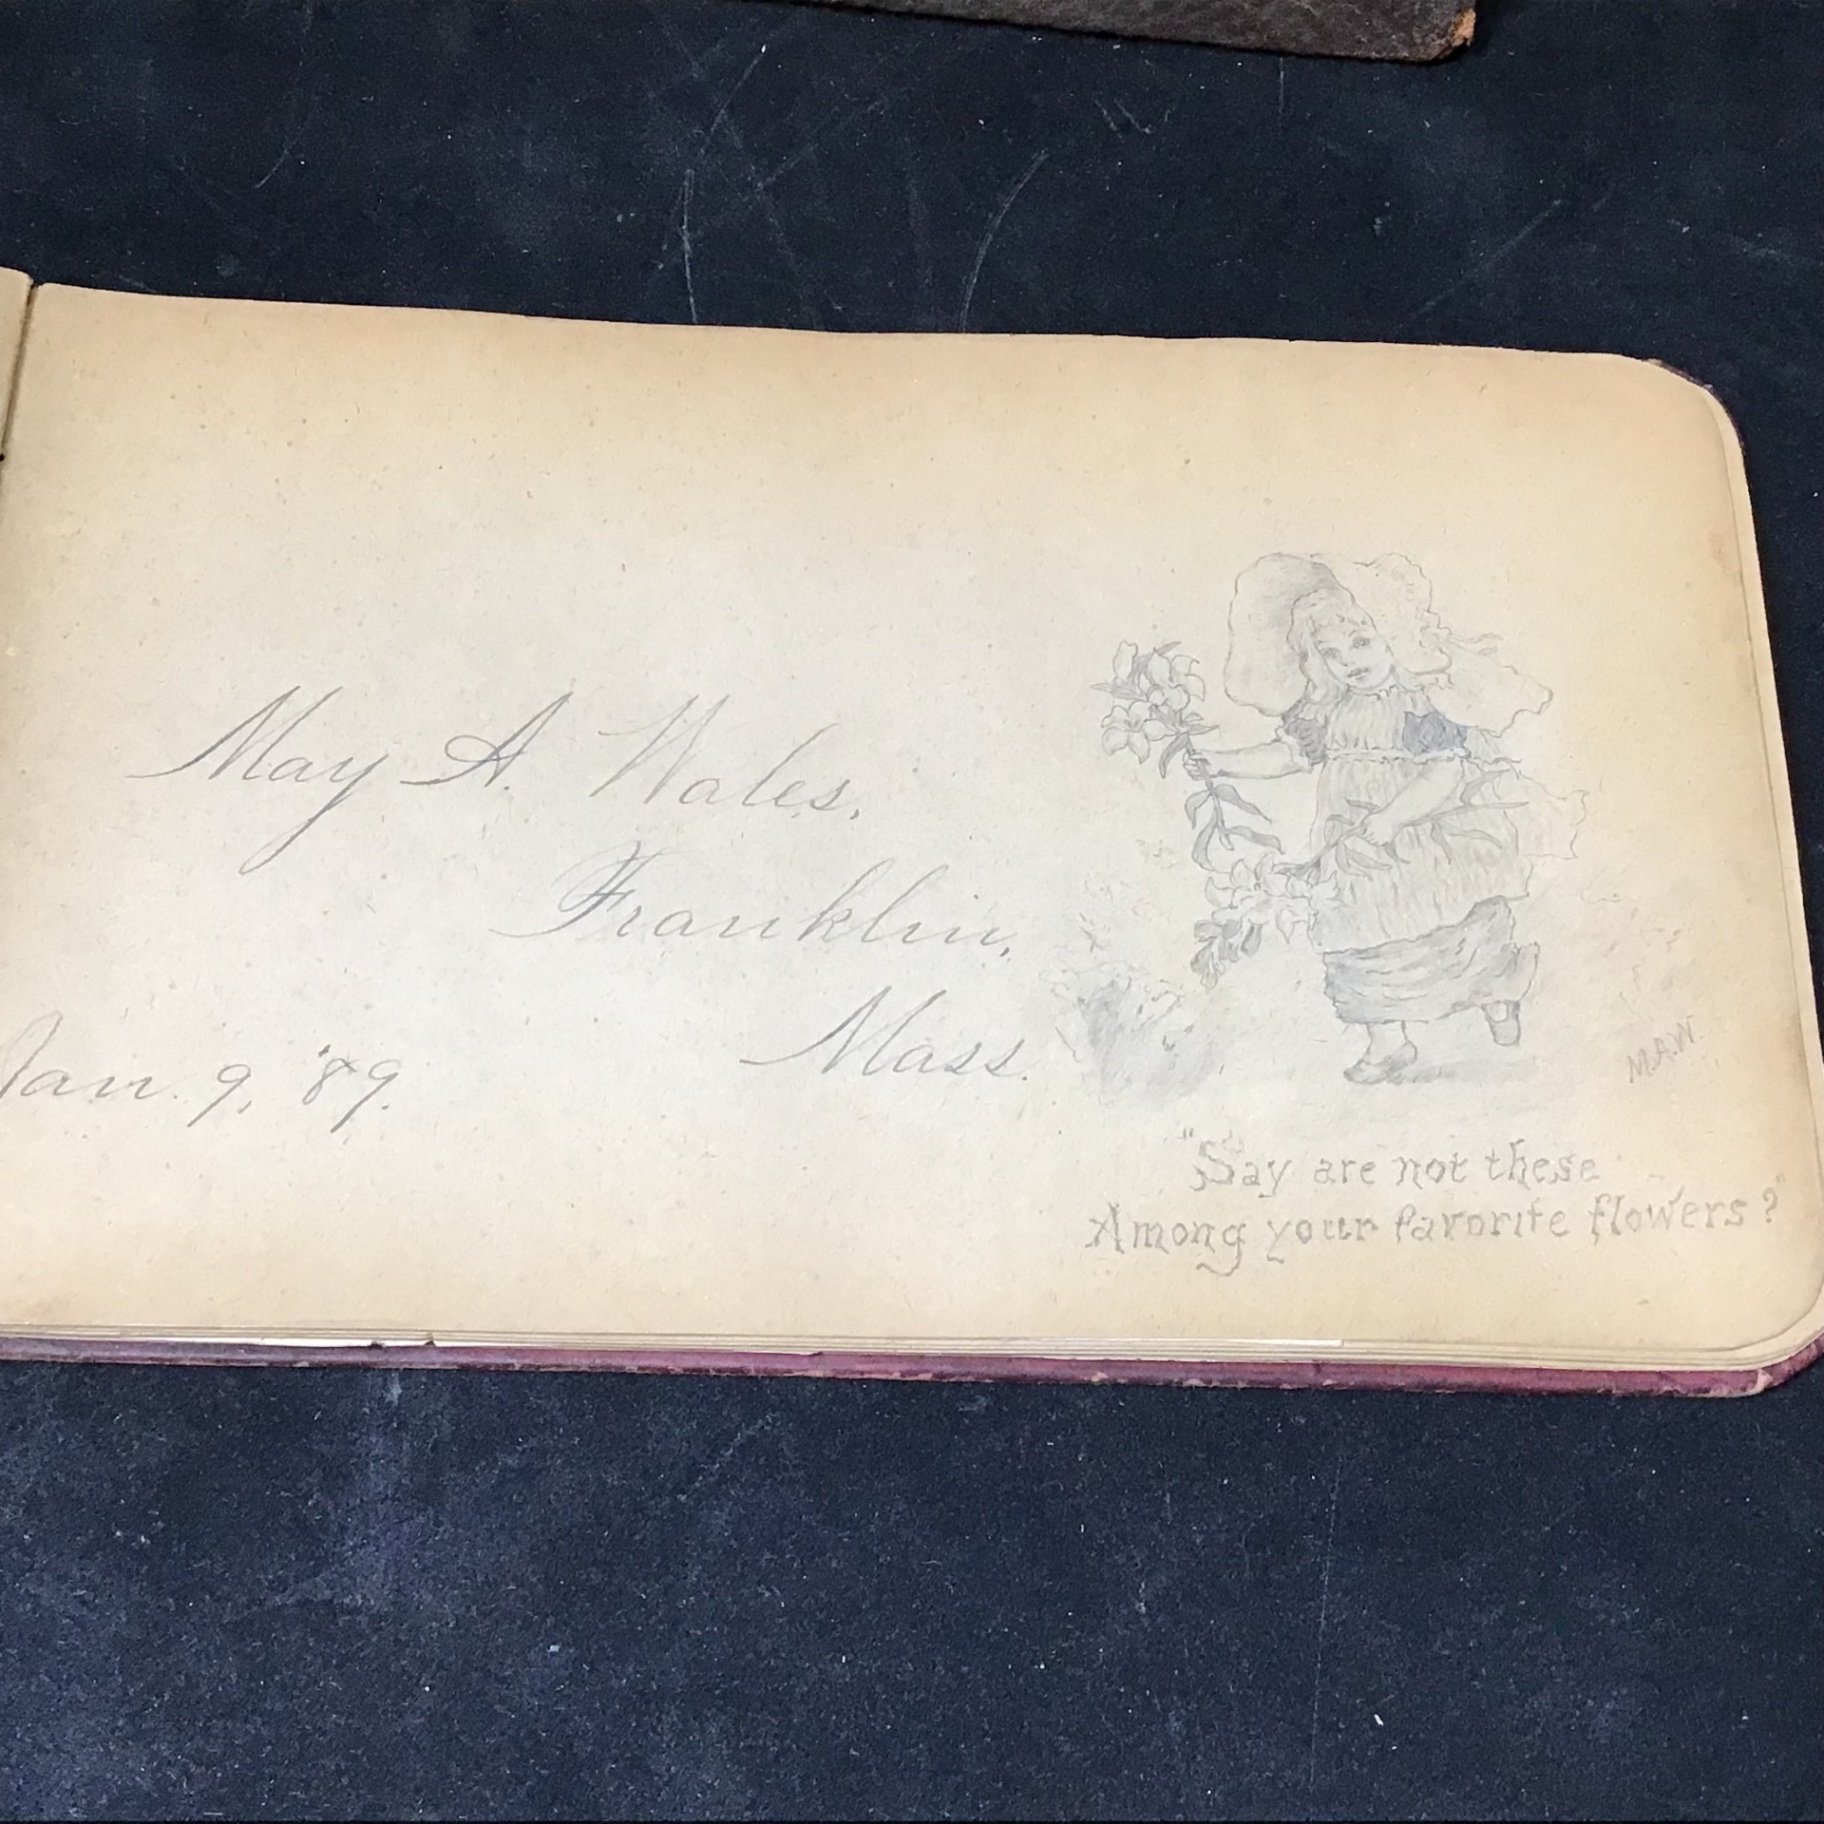 May A. Wales,
Franklin,
Mass.
Jan. 9, '89.
M.A.W.
"Say are not these
Among your favorite flowers?"